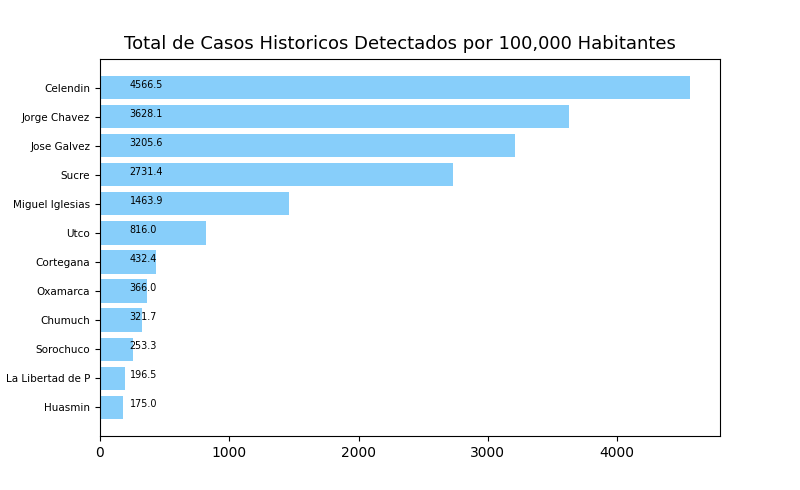 Total de Casos Historicos Detectados por 100,000 Habitantes
Celendin 4566.5
Jorge Chavez 3628.1
Jose Galvez 3205.6
Sucre 2731.4
Miguel Iglesias 1463.9
Utco 816.0
Cortegana 432.4
Oxamarca 366.0
Chumuch 321.7
Sorochuco 253.3
La Libertad de P 196.5
Huasmin 175.0
0 1000 2000 3000 4000